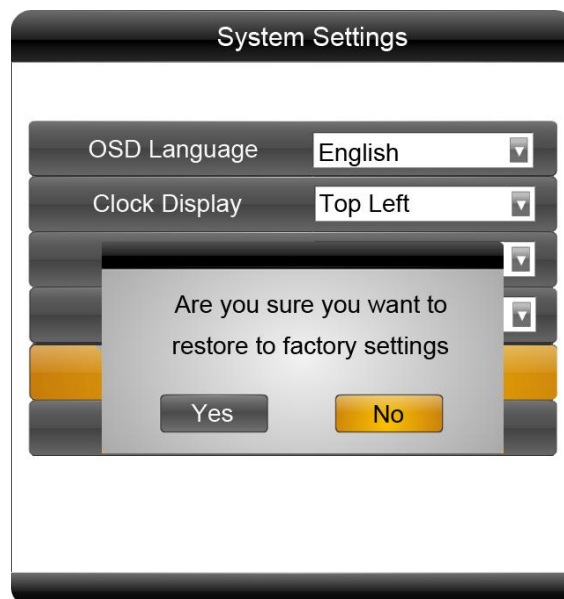 System Settings
OSD Language English
Clock Display Top Left
Are you sure you want to
restore to factory settings
Yes No